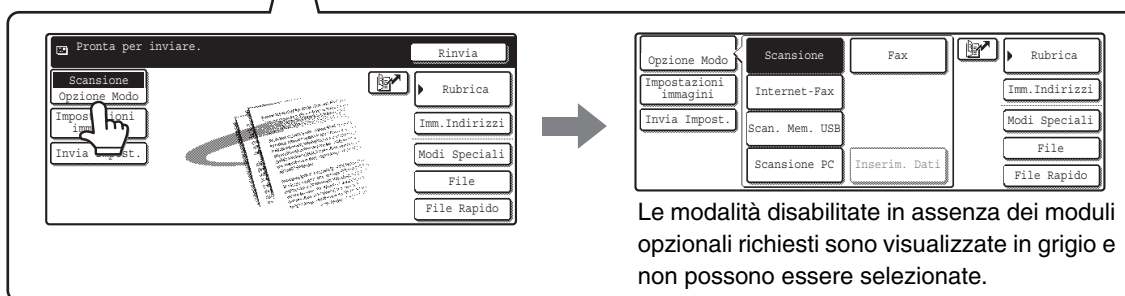 Pronta per inviare.
Rinvia
Scansione
Opzione Modo
Invia
Rubrica
Imm.Indirizzi
Modi Speciali
File
File Rapido
Opzione Modo
Impostazioni
immagini
Invia Impost.
Scansione
Fax
Internet-Fax
Scan. Mem. USB
Scansione PC
Inserim. Dati
Rubrica
Imm.Indirizzi
Modi Speciali
File
File Rapido
Le modalità disabilitate in assenza dei moduli
opzionali richiesti sono visualizzate in grigio e
non possono essere selezionate.